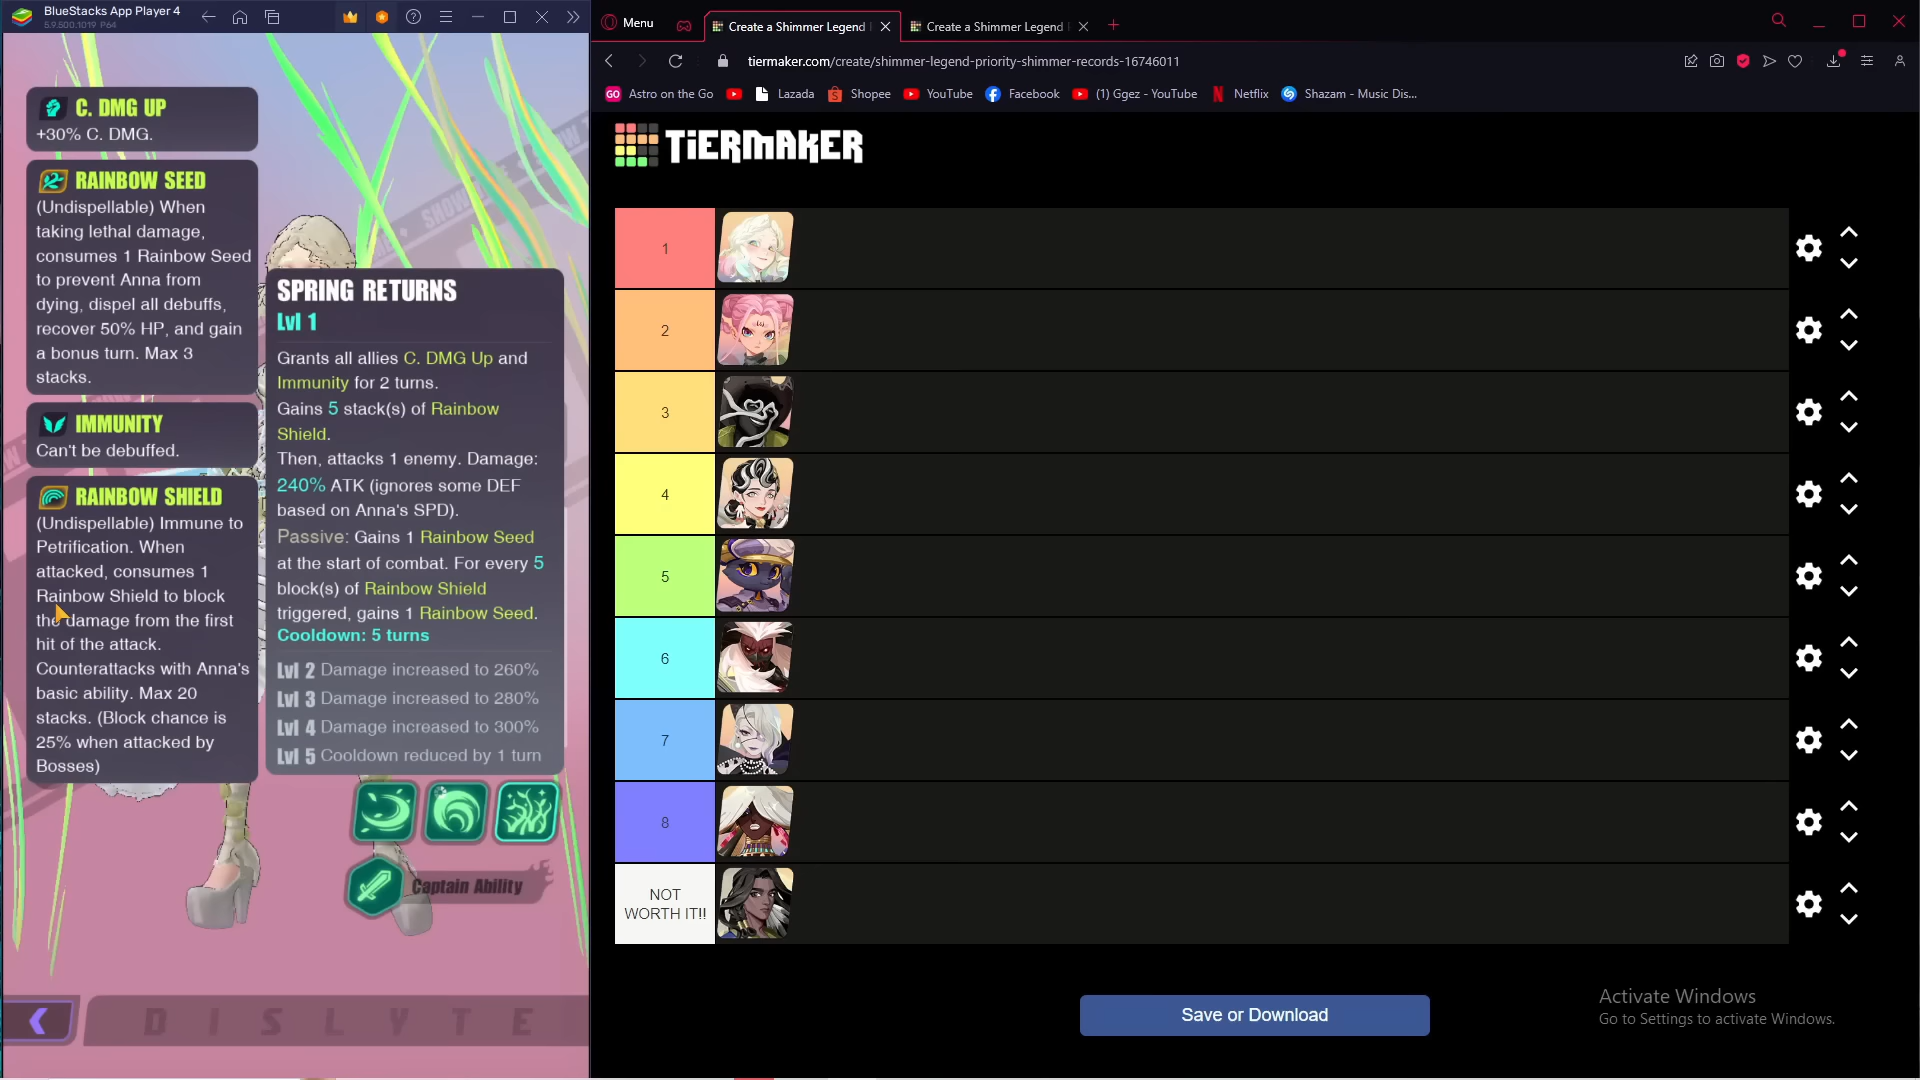 BlueStacks App Player 4
5.9.500.1019 P64
C. DMG UP
+30% C. DMG.
RAINBOW SEED
(Undispellable) When
taking lethal damage,
consumes 1 Rainbow Seed
to prevent Anna from
dying, dispel all debuffs,
recover 50% HP, and gain
a bonus turn. Max 3
stacks.
IMMUNITY
Can't be debuffed.
RAINBOW SHIELD
(Undispellable) Immune to
Petrification. When
attacked, consumes 1
Rainbow Shield to block
the damage from the first
hit of the attack.
Counterattacks with Anna's
basic ability. Max 20
stacks. (Block chance is
25% when attacked by
Bosses)
SPRING RETURNS
Lvl 1
Grants all allies C. DMG Up and
Immunity for 2 turns.
Gains 5 stack(s) of Rainbow
Shield.
Then, attacks 1 enemy. Damage:
240% ATK (ignores some DEF
based on Anna's SPD).
Passive: Gains 1 Rainbow Seed
at the start of combat. For every 5
block(s) of Rainbow Shield
triggered, gains 1 Rainbow Seed.
Cooldown: 5 turns
Lvl 2 Damage increased to 260%
Lvl 3 Damage increased to 280%
Lvl 4 Damage increased to 300%
Lvl 5 Cooldown reduced by 1 turn
Captain Ability
DISLYTE
Menu
Create a Shimmer Legend
Create a Shimmer Legend
tiermaker.com/create/shimmer-legend-priority-shimmer-records-16746011
GO Astro on the Go
Lazada
Shopee
YouTube
Facebook
(1) Ggez - YouTube
Netflix
Shazam - Music Dis...
TiERMAKER
1
2
3
4
5
6
7
8
NOT
WORTH IT!!
Save or Download
Activate Windows
Go to Settings to activate Windows.